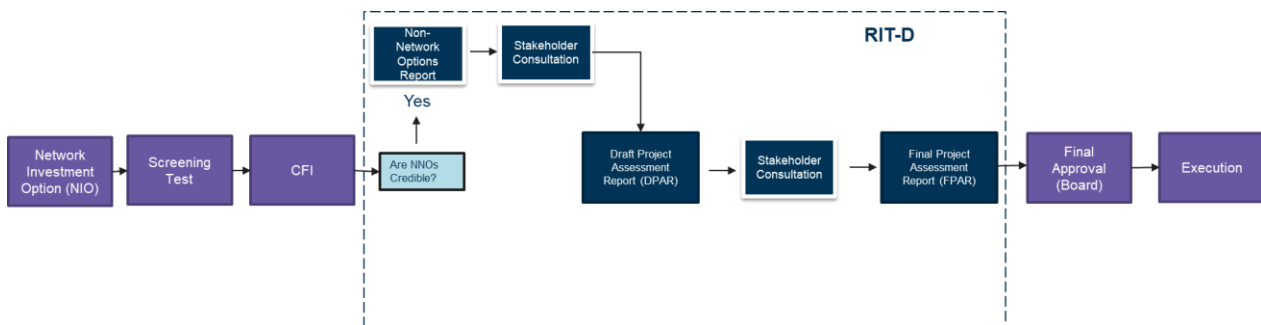 RIT-D
Non-
Network
Options
Report
Stakeholder
Consultation
Yes
Network
Investment
Option (NIO)
Screening
Test
CFI
Are NNOs
Credible?
Draft Project
Assessment
Report (DPAR)
Stakeholder
Consultation
Final Project
Assessment
Report (FPAR)
Final
Approval
(Board)
Execution